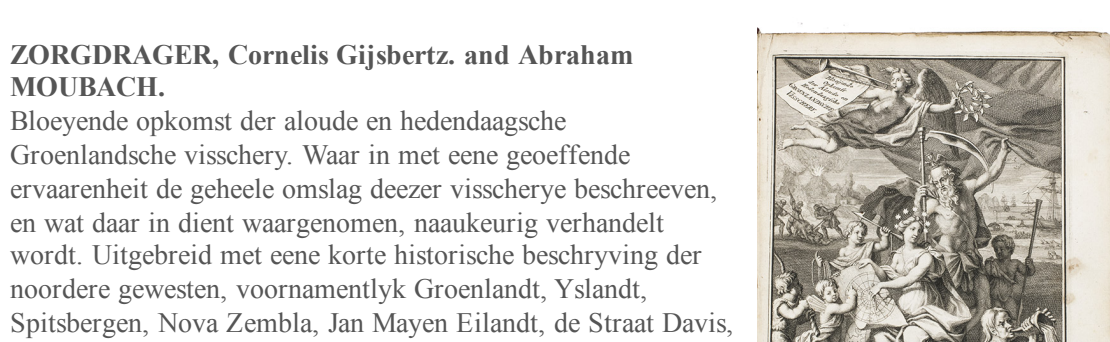 ZORGDRAGER, Cornelis Gijsbertz. and Abraham
MOUBACH.
Bloeyende opkomst der aloude en hedendaagsche
Groenlandsche visschery. Waar in met eene geoeffende
ervaarenheit de geheele omslag deezer visscherye beschreeven,
en wat daar in dient waargenomen, naaukeurig verhandelt
wordt. Uitgebreid met eene korte historische beschryving der
noordere gewesten, voornamentlyk Groenlandt, Yslandt,
Spitsbergen, Nova Zembla, Jan Mayen Eilandt, de Straat Davis,